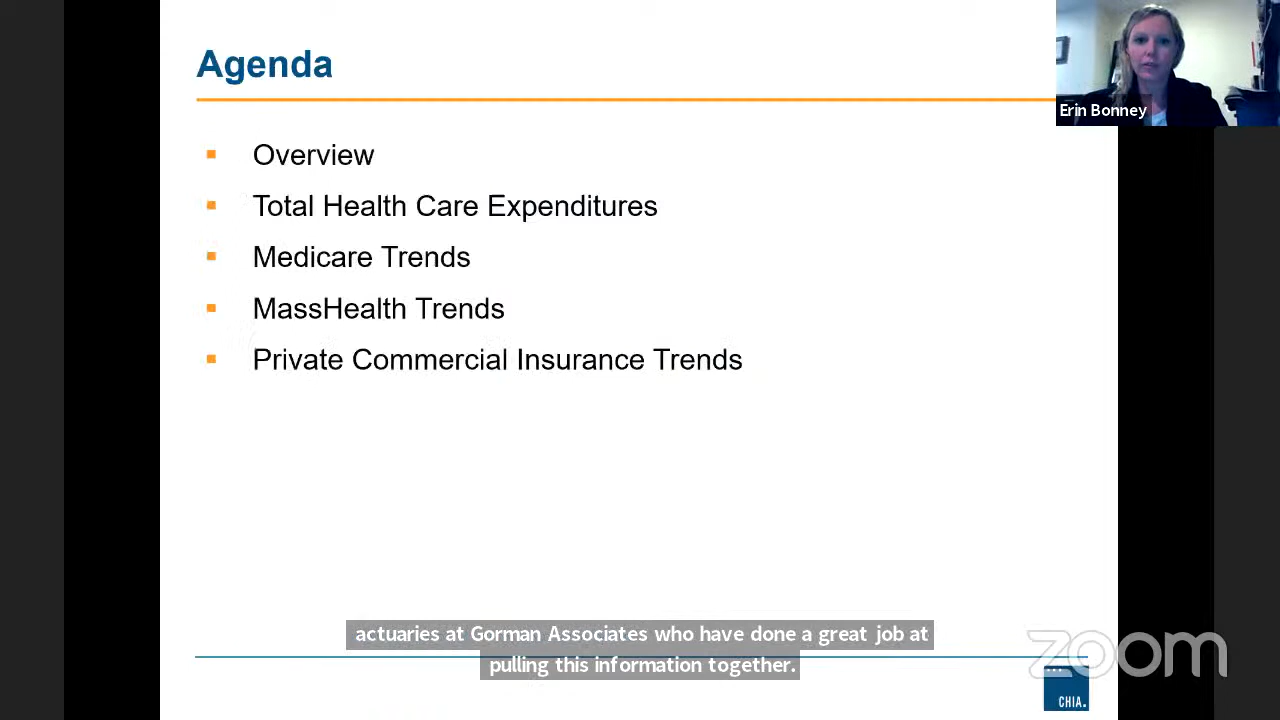 Agenda
Erin Bonney
Overview
Total Health Care Expenditures
Medicare Trends
MassHealth Trends
Private Commercial Insurance Trends
actuaries at Gorman Associates who have done a great job at
pulling this information together.
zoom
CHIA.